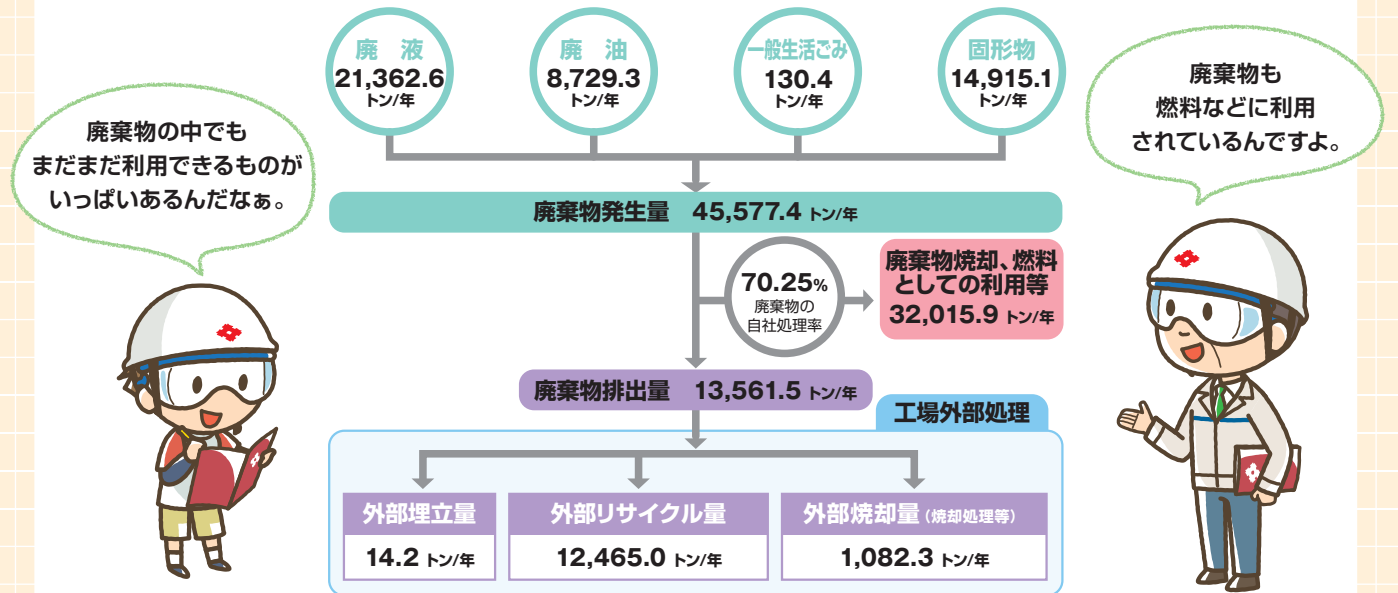 廃液
21,362.6
トン/年
廃油
8,729.3
トン/年
一般生活ごみ
130.4
トン/年
固形物
14,915.1
トン/年
廃棄物の中でも
まだまだ利用できるものが
いっぱいあるんだなぁ。
廃棄物も
燃料などに利用
されているんですよ。
廃棄物発生量 45,577.4 トン/年
70.25%
廃棄物の
自社処理率
廃棄物焼却、燃料
としての利用等
32,015.9 トン/年
廃棄物排出量 13,561.5 トン/年
工場外部処理
外部埋立量
14.2 トン/年
外部リサイクル量
12,465.0 トン/年
外部焼却量（焼却処理等）
1,082.3 トン/年